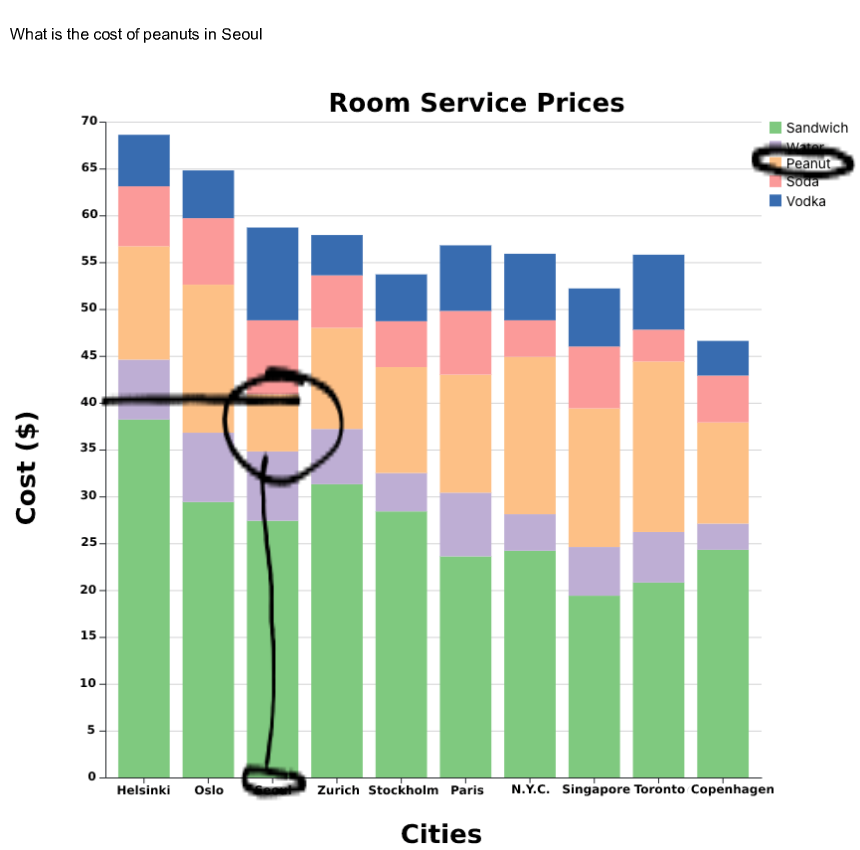 What is the cost of peanuts in Seoul
Room Service Prices
70
65
60
55
50
45
40
35
30
25
20
15
10
5
0
Cost ($)
Sandwich
Water
Peanut
Soda
Vodka
Helsinki Oslo Seoul Zurich Stockholm Paris N.Y.C. Singapore Toronto Copenhagen
Cities